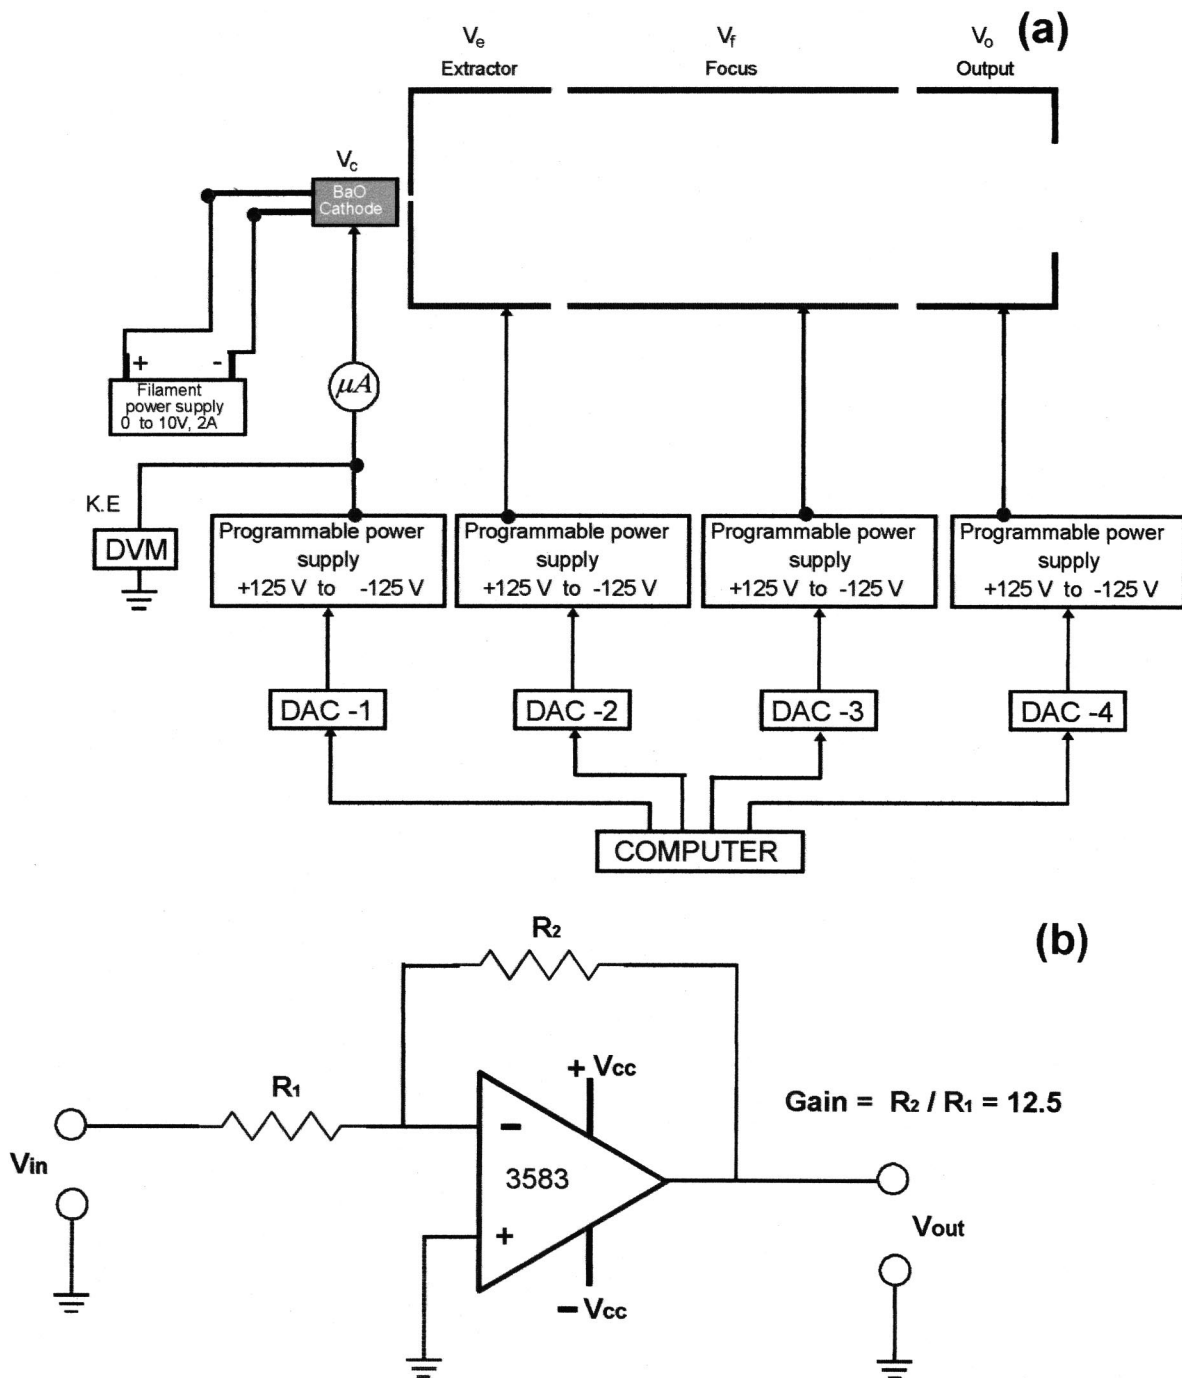 (a)
Vₑ
Extractor
V_f
Focus
Vₒ
Output
V_c
BaO
Cathode
+ -
Filament
power supply
0 to 10V, 2A
μA
K.E
DVM
Programmable power
supply
+125 V to -125 V
Programmable power
supply
+125 V to -125 V
Programmable power
supply
+125 V to -125 V
Programmable power
supply
+125 V to -125 V
DAC -1
DAC -2
DAC -3
DAC -4
COMPUTER
(b)
R₂
R₁
+ Vcc
Gain = R₂ / R₁ = 12.5
Vin
-
3583
+
Vout
- Vcc